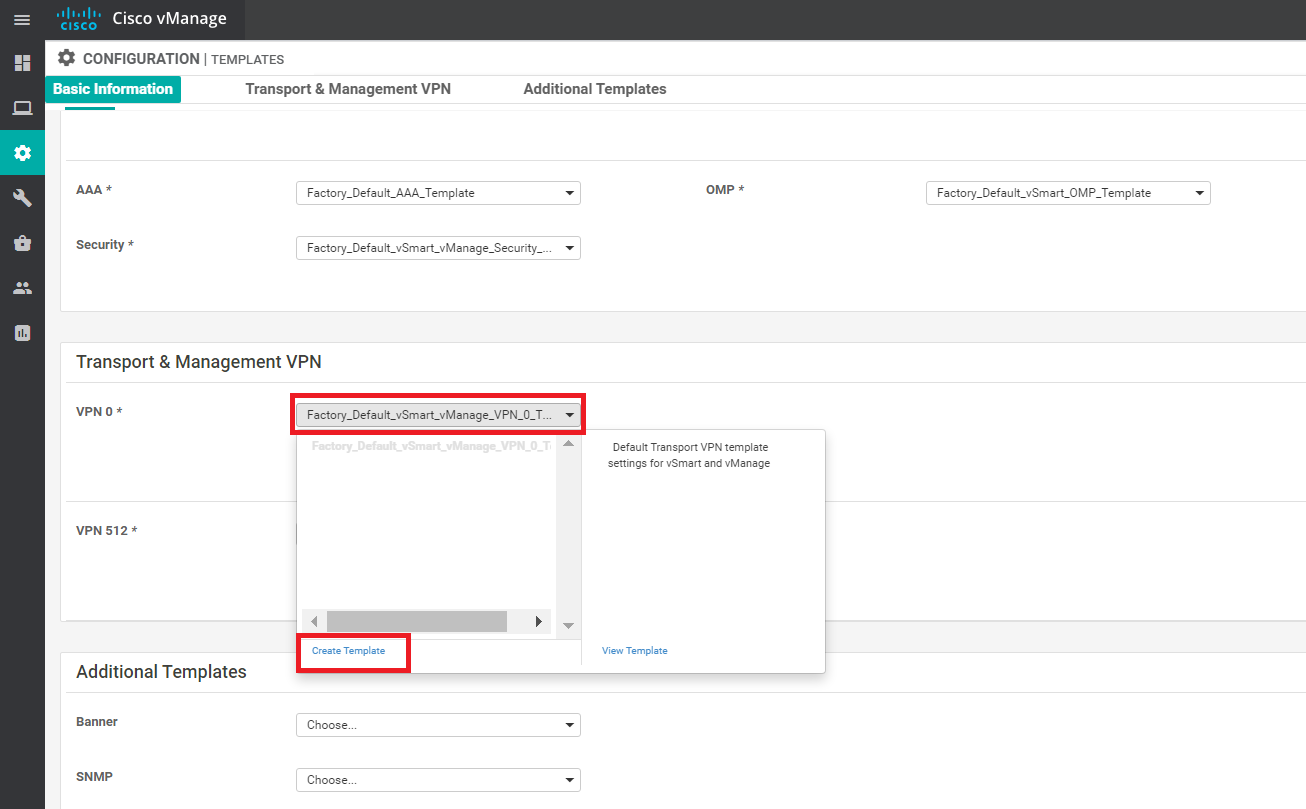 cisco Cisco vManage
CONFIGURATION | TEMPLATES
Basic Information Transport & Management VPN Additional Templates
AAA * Factory_Default_AAA_Template OMP * Factory_Default_vSmart_OMP_Template
Security * Factory_Default_vSmart_vManage_Security_...
Transport & Management VPN
VPN 0 * Factory_Default_vSmart_vManage_VPN_0_T...
Factory_Default_vSmart_vManage_VPN_0_T Default Transport VPN template
settings for vSmart and vManage
VPN 512 *
Create Template View Template
Additional Templates
Banner Choose...
SNMP Choose...